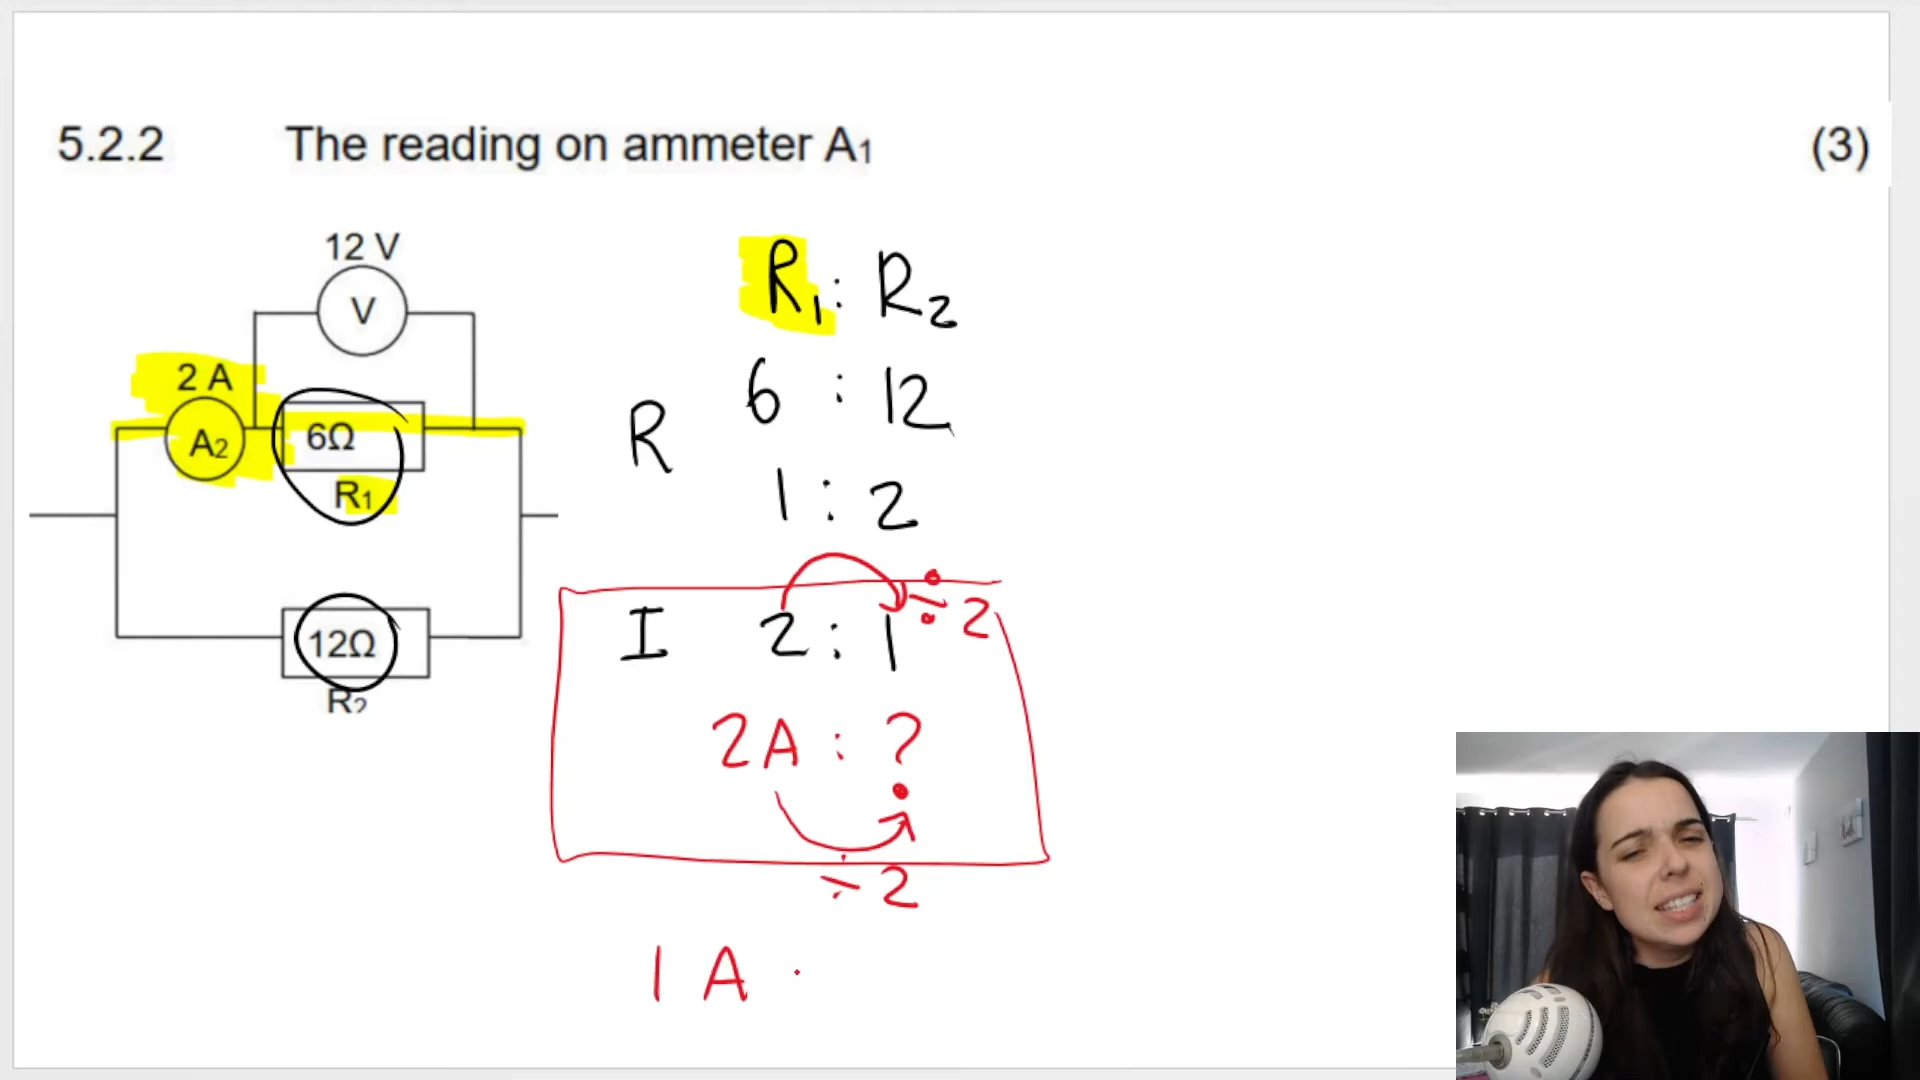 5.2.2 The reading on ammeter A₁ (3)
12 V
V
2 A
A₂
6Ω
R₁
12Ω
R₂
R₁ : R₂
R 6 : 12
1 : 2
I 2 : 1 ÷ 2
2A : ?
÷ 2
1 A